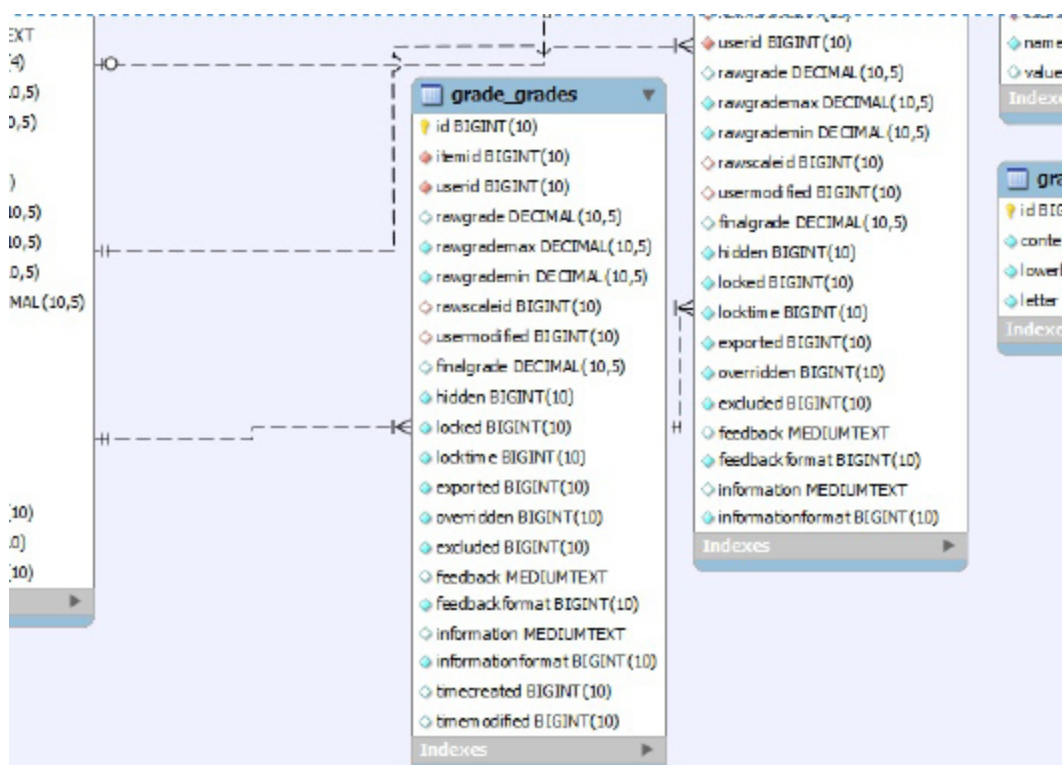 EXT
10,5)
10,5)
10,5)
MAL(10,5)
(10)
(10)
grade_grades
id BIGINT(10)
itemid BIGINT(10)
userid BIGINT(10)
rawgrade DECIMAL(10,5)
rawgrademax DECIMAL(10,5)
rawgrademin DECIMAL(10,5)
rawscaleid BIGINT(10)
usermodified BIGINT(10)
finalgrade DECIMAL(10,5)
hidden BIGINT(10)
locked BIGINT(10)
locktime BIGINT(10)
exported BIGINT(10)
overridden BIGINT(10)
excluded BIGINT(10)
feedback MEDIUMTEXT
feedbackformat BIGINT(10)
information MEDIUMTEXT
informationformat BIGINT(10)
timecreated BIGINT(10)
timemodified BIGINT(10)
Indexes
userid BIGINT(10)
rawgrade DECIMAL(10,5)
rawgrademax DECIMAL(10,5)
rawgrademin DECIMAL(10,5)
rawscaleid BIGINT(10)
usermodified BIGINT(10)
finalgrade DECIMAL(10,5)
hidden BIGINT(10)
locked BIGINT(10)
locktime BIGINT(10)
exported BIGINT(10)
overridden BIGINT(10)
excluded BIGINT(10)
feedback MEDIUMTEXT
feedbackformat BIGINT(10)
information MEDIUMTEXT
informationformat BIGINT(10)
Indexes
name
value
Indexe
gra
id BIG
conte
lower
letter
Indexe